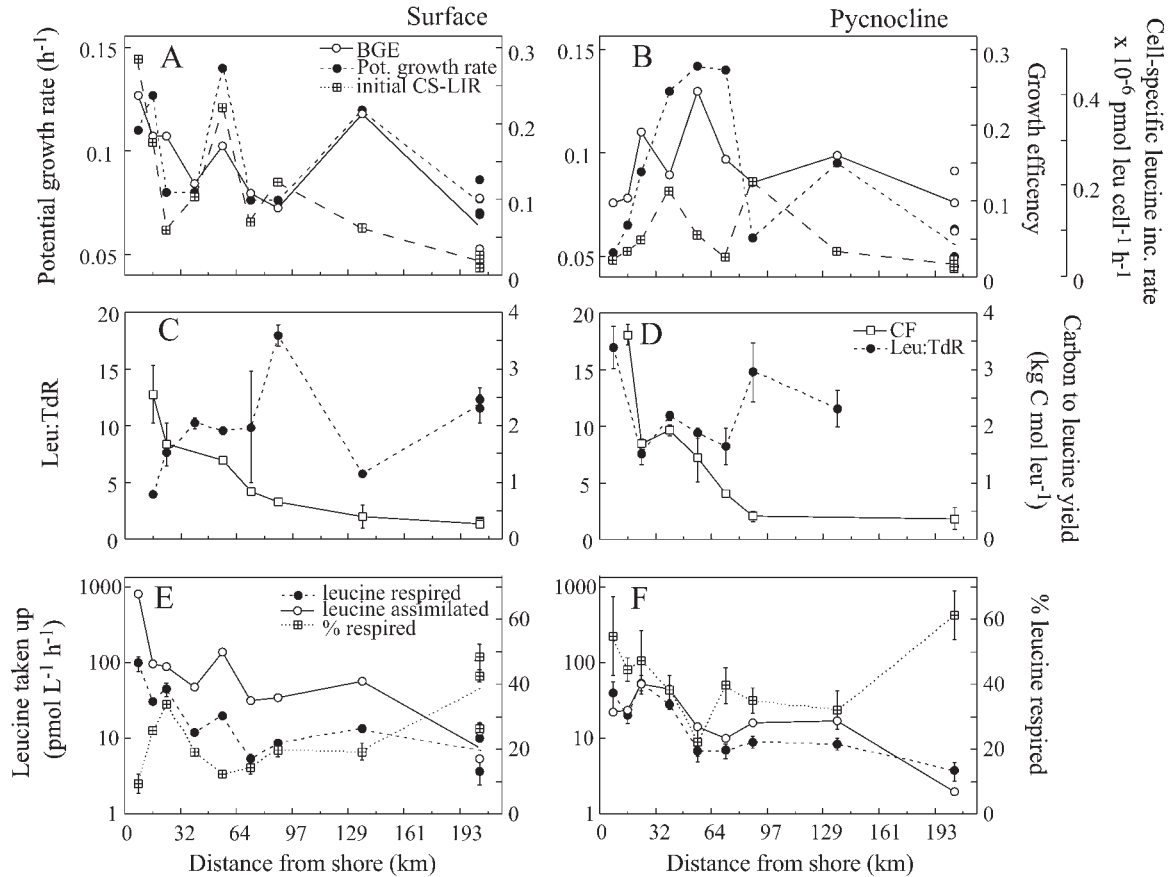 Surface
Pycnocline
Potential growth rate (h-1)
0.15
0.1
0.05
A
BGE
Pot. growth rate
initial CS-LIR
0.3
0.2
0.1
0
0.15
0.1
0.05
B
0.3
0.2
0.1
0
Growth efficency
0.4
0.2
0
Cell-specific leucine inc. rate
x 10-6 pmol leu cell-1 h-1
Leu:TdR
20
15
10
5
0
C
4
3
2
1
0
20
15
10
5
0
D
CF
Leu:TdR
4
3
2
1
0
Carbon to leucine yield
(kg C mol leu-1)
Leucine taken up
(pmol L-1 h-1)
1000
100
10
1
E
leucine respired
leucine assimilated
% respired
60
40
20
0
1000
100
10
1
F
60
40
20
0
% leucine respired
0 32 64 97 129 161 193
0 32 64 97 129 161 193
Distance from shore (km)
Distance from shore (km)